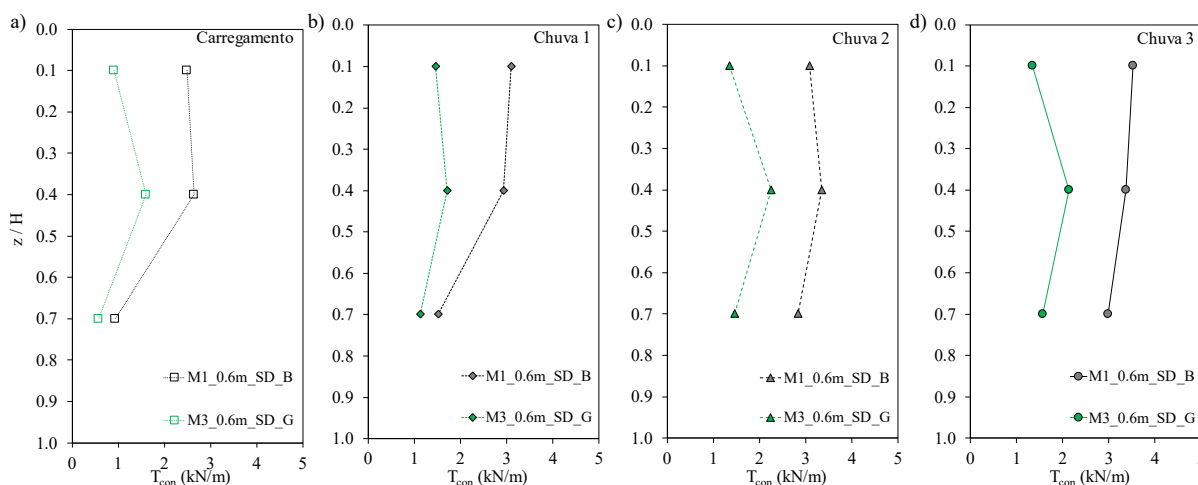 a)
Carregamento
0.0
0.1
0.2
0.3
0.4
0.5
0.6
0.7
0.8
0.9
1.0
z / H
M1_0.6m_SD_B
M3_0.6m_SD_G
0 1 2 3 4 5
T_con (kN/m)
b)
Chuva 1
0.0
0.1
0.2
0.3
0.4
0.5
0.6
0.7
0.8
0.9
1.0
M1_0.6m_SD_B
M3_0.6m_SD_G
0 1 2 3 4 5
T_con (kN/m)
c)
Chuva 2
0.0
0.1
0.2
0.3
0.4
0.5
0.6
0.7
0.8
0.9
1.0
M1_0.6m_SD_B
M3_0.6m_SD_G
0 1 2 3 4 5
T_con (kN/m)
d)
Chuva 3
0.0
0.1
0.2
0.3
0.4
0.5
0.6
0.7
0.8
0.9
1.0
M1_0.6m_SD_B
M3_0.6m_SD_G
0 1 2 3 4 5
T_con (kN/m)